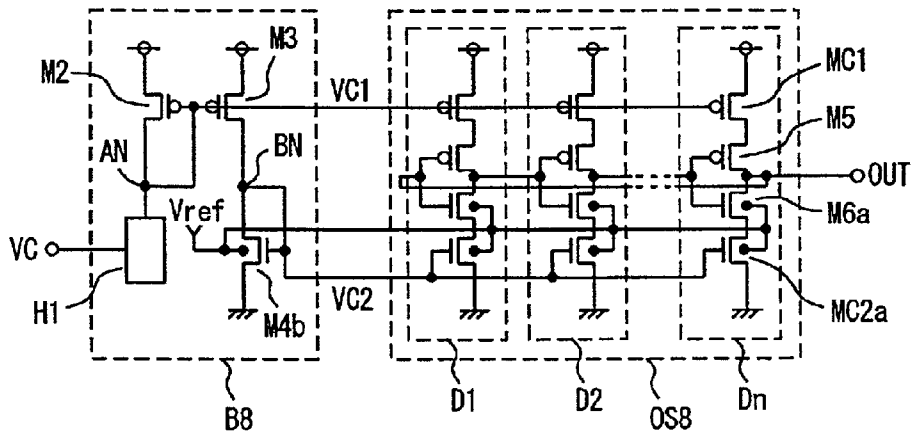 M2
M3
VC1
MC1
M5
AN
BN
OUT
Vref
M6a
VC
H1
M4b
VC2
MC2a
B8
D1
D2
OS8
Dn